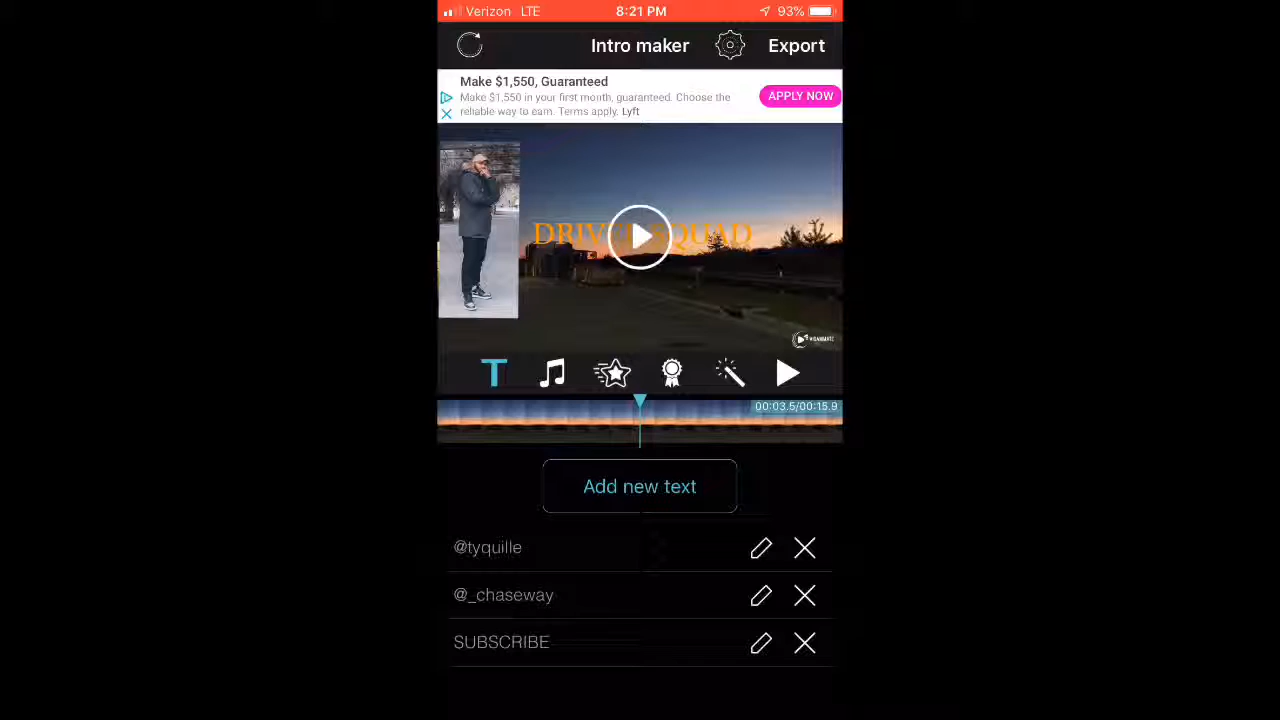 Verizon LTE 8:21 PM 93%
Intro maker Export
Make $1,550, Guaranteed
Make $1,550 in your first month, guaranteed. Choose the
reliable way to earn. Terms apply. Lyft
APPLY NOW
SQUAD
T
00:03.5/00:15.9
Add new text
@tyquille
@_chaseway
SUBSCRIBE